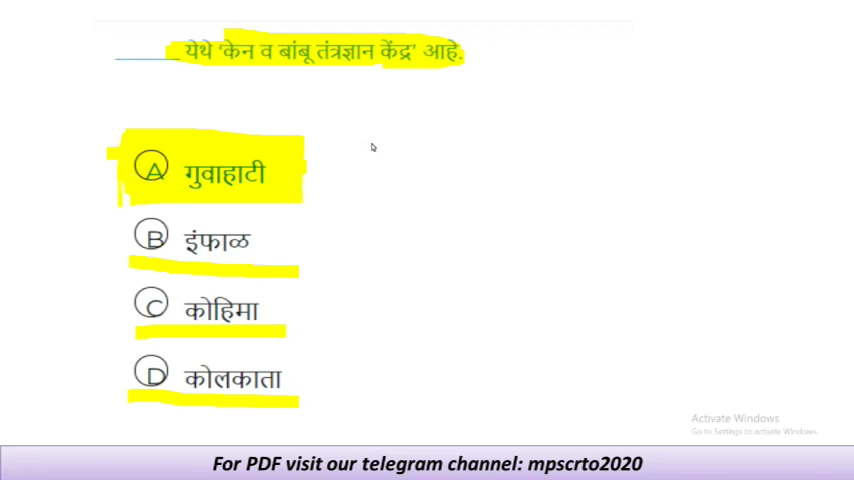 ______ येथे ‘केन व बांबू तंत्रज्ञान केंद्र’ आहे.
A गुवाहाटी
B इंफाळ
C कोहिमा
D कोलकाता
Activate Windows
Go to Settings to activate Windows.
For PDF visit our telegram channel: mpscrto2020